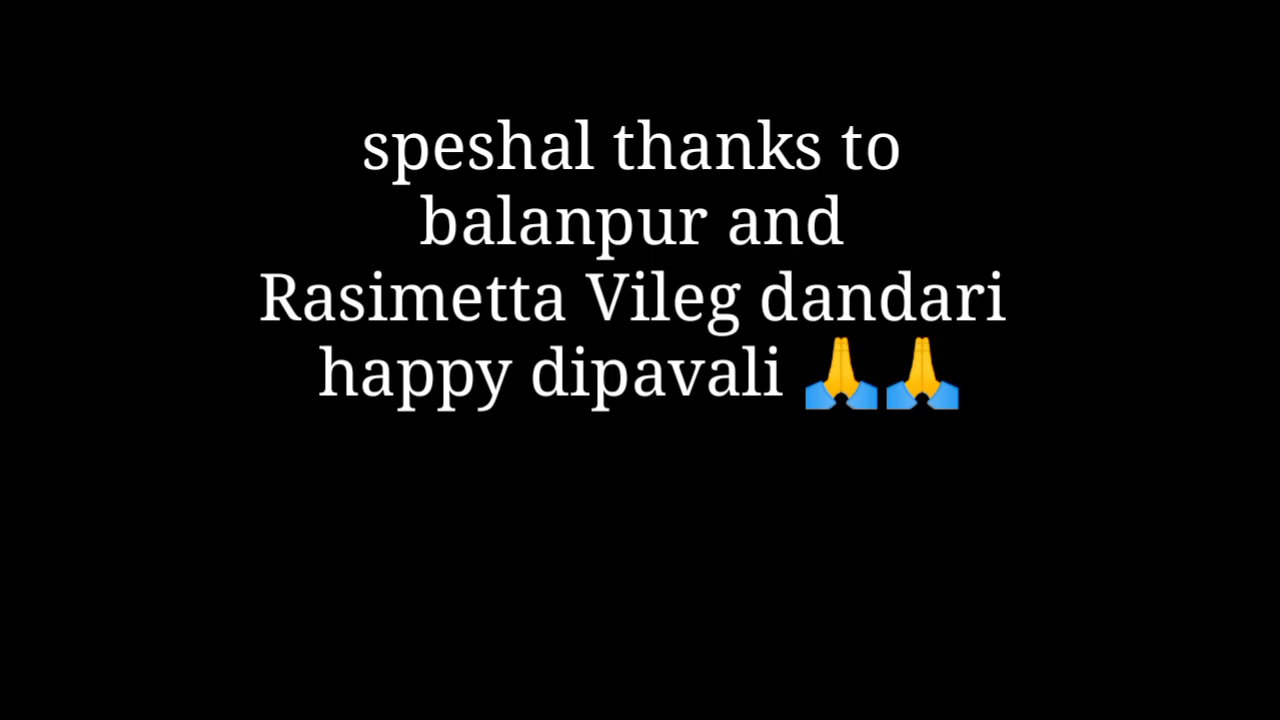 speshal thanks to
balanpur and
Rasimetta Vileg dandari
happy dipavali 🙏🙏